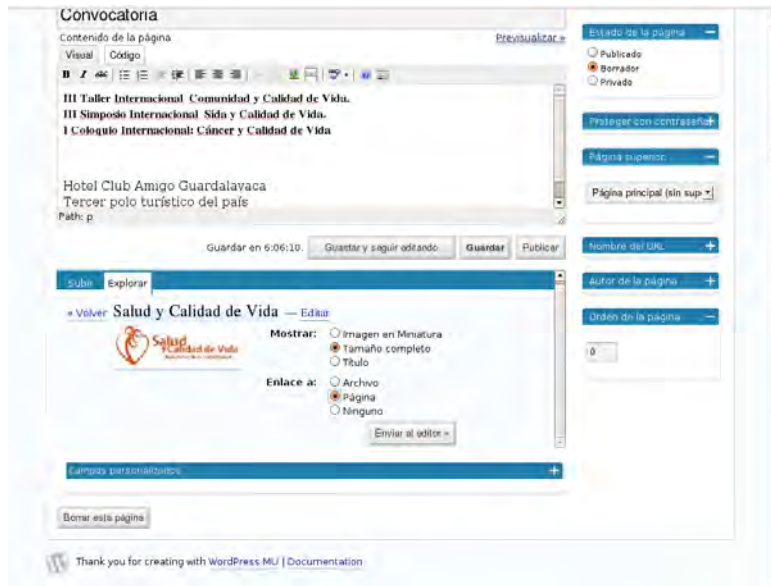 Convocatoria
Contenido de la página
Previsualizar »
Visual Código
B I ABC
III Taller Internacional Comunidad y Calidad de Vida.
III Simposio Internacional Sida y Calidad de Vida.
I Coloquio Internacional: Cáncer y Calidad de Vida
Hotel Club Amigo Guardalavaca
Tercer polo turístico del país
Path: p
Guardar en 6:06:10. Guardar y seguir editando Guardar Publicar
Subir Explorar
« Volver Salud y Calidad de Vida — Editar
Salud y Calidad de Vida
Mostrar: Imagen en Miniatura
Tamaño completo
Título
Enlace a: Archivo
Página
Ninguno
Enviar al editor »
Campos personalizados
Borrar esta página
Thank you for creating with WordPress MU | Documentation
Estado de la página
Publicado
Borrador
Privado
Proteger con contraseña
Página superior:
Página principal (sin sup
Nombre del URL
Autor de la página
Orden de la página
0